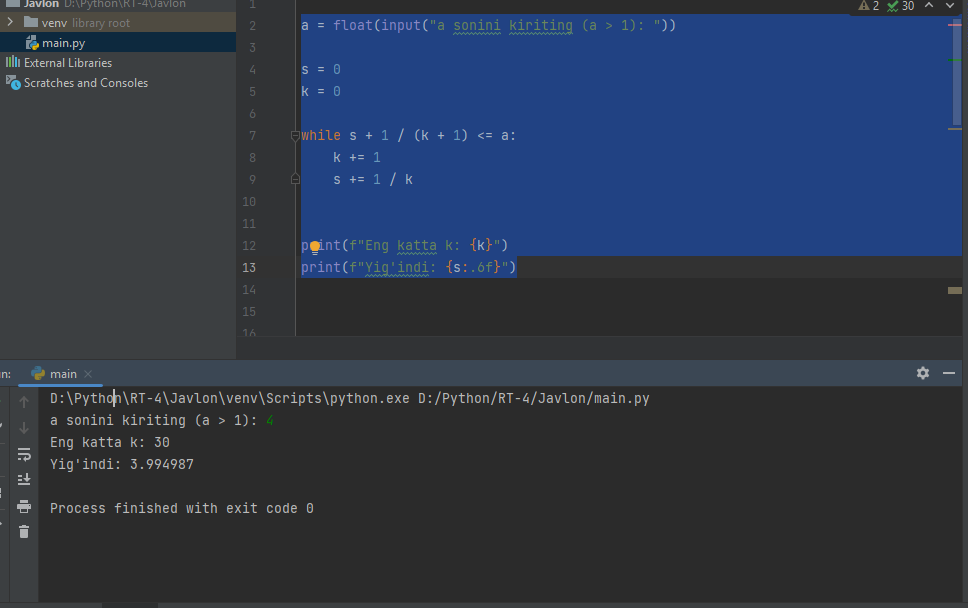 Javlon D:\Python\RT-4\Javlon
venv library root
main.py
External Libraries
Scratches and Consoles
2 30
1
2 a = float(input("a sonini kiriting (a > 1): "))
3
4 s = 0
5 k = 0
6
7 while s + 1 / (k + 1) <= a:
8 k += 1
9 s += 1 / k
10
11
12 print(f"Eng katta k: {k}")
13 print(f"Yig'indi: {s:.6f}")
14
15
16
n: main
D:\Python\RT-4\Javlon\venv\Scripts\python.exe D:/Python/RT-4/Javlon/main.py
a sonini kiriting (a > 1): 4
Eng katta k: 30
Yig'indi: 3.994987
Process finished with exit code 0